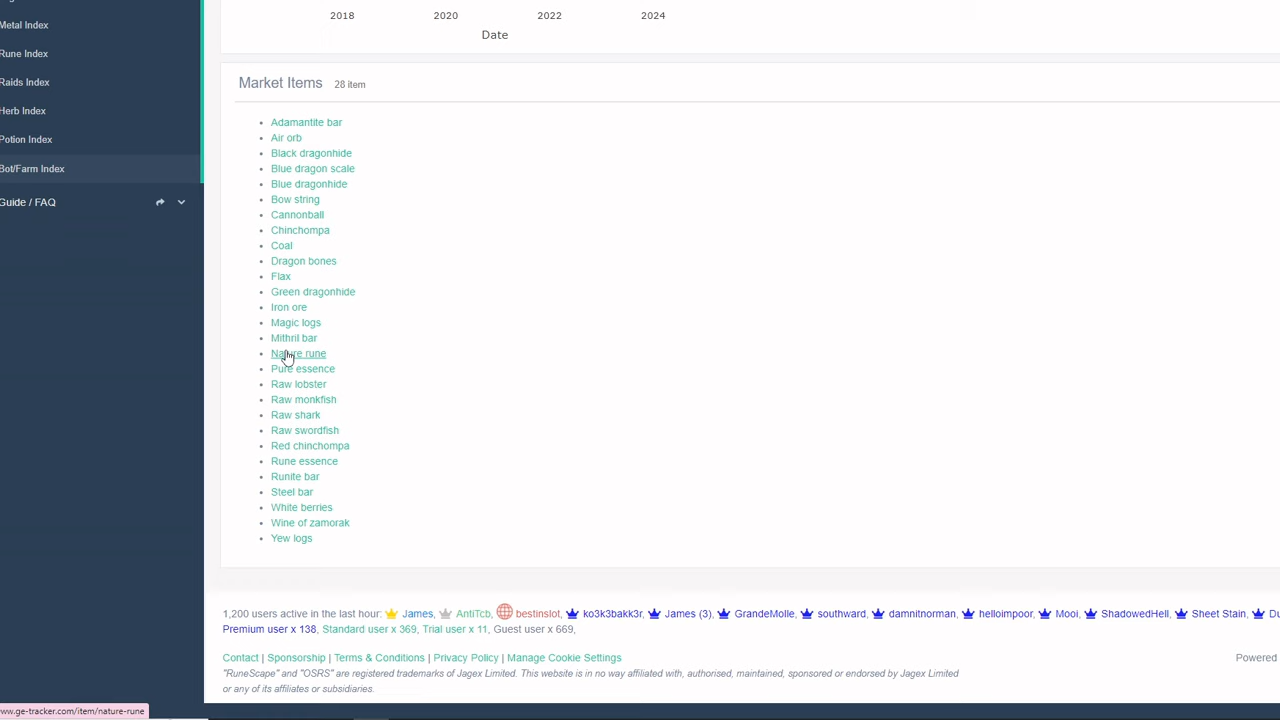 Metal Index
Rune Index
Raids Index
Herb Index
Potion Index
Bot/Farm Index
Guide / FAQ
2018 2020 2022 2024
Date
Market Items 28 item
Adamantite bar
Air orb
Black dragonhide
Blue dragon scale
Blue dragonhide
Bow string
Cannonball
Chinchompa
Coal
Dragon bones
Flax
Green dragonhide
Iron ore
Magic logs
Mithril bar
Nature rune
Pure essence
Raw lobster
Raw monkfish
Raw shark
Raw swordfish
Red chinchompa
Rune essence
Runite bar
Steel bar
White berries
Wine of zamorak
Yew logs
1,200 users active in the last hour: James, AntiTcb, bestinslot, ko3k3bakk3r, James (3), GrandeMolle, southward, damnitnorman, helloimpoor, Mooi, ShadowedHell, Sheet Stain,
Premium user x 138, Standard user x 369, Trial user x 11, Guest user x 669,
Contact | Sponsorship | Terms & Conditions | Privacy Policy | Manage Cookie Settings
Powered
"RuneScape" and "OSRS" are registered trademarks of Jagex Limited. This website is in no way affiliated with, authorised, maintained, sponsored or endorsed by Jagex Limited
or any of its affiliates or subsidiaries.
ww.ge-tracker.com/item/nature-rune